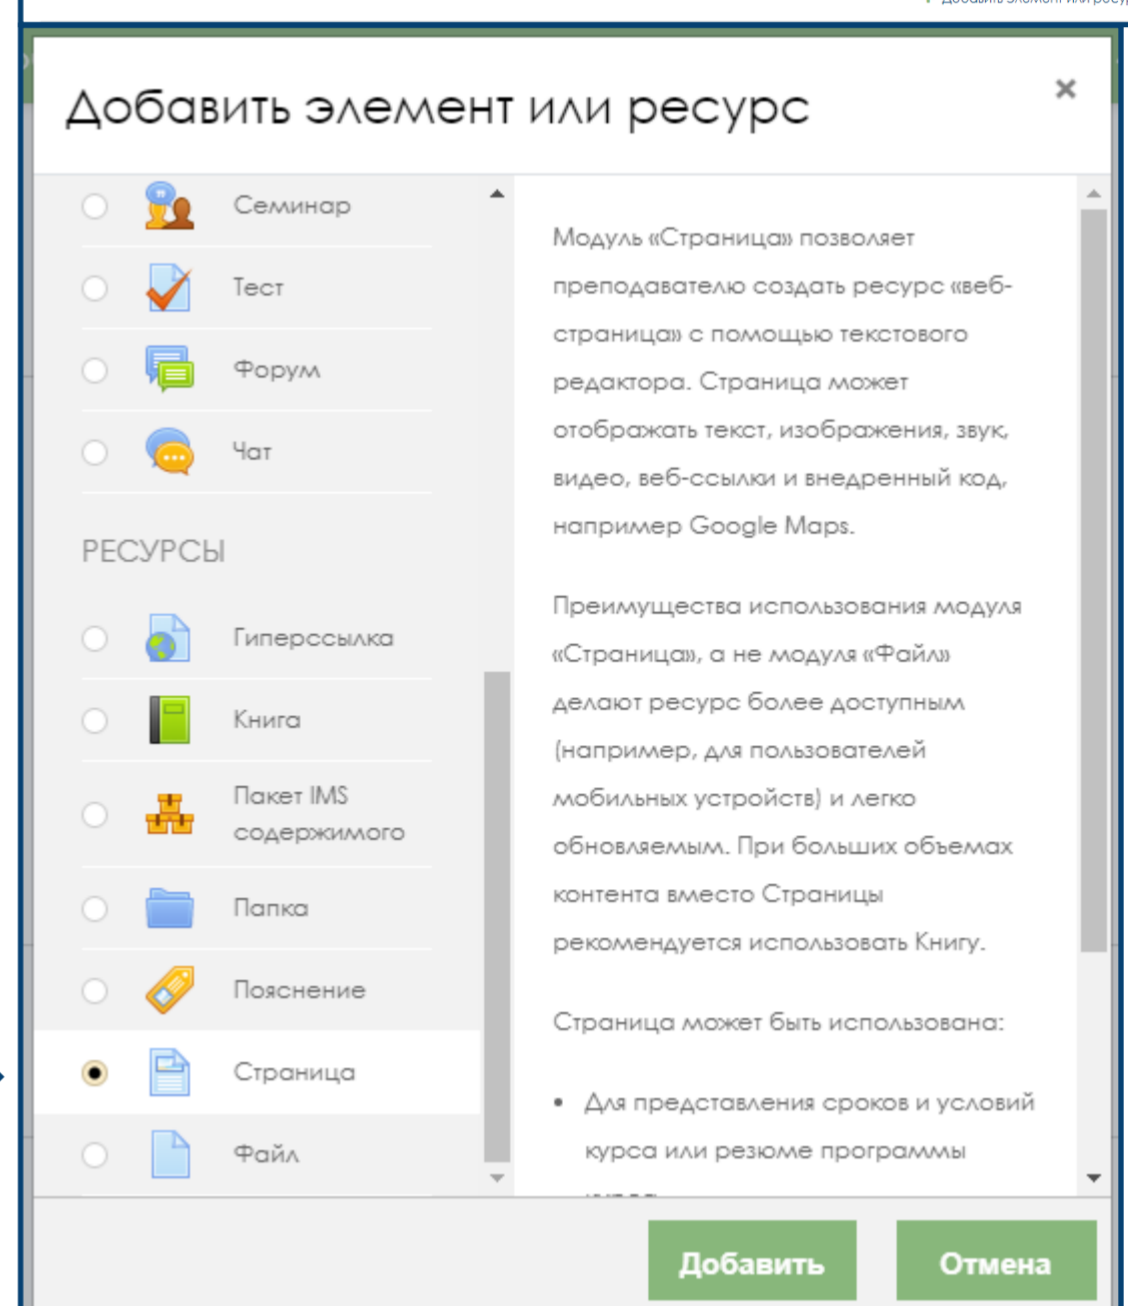 Добавить элемент или ресурс
×
Семинар
Тест
Форум
Чат
РЕСУРСЫ
Гиперссылка
Книга
Пакет IMS
содержимого
Папка
Пояснение
Страница
Файл
Модуль «Страница» позволяет
преподавателю создать ресурс «веб-
страница» с помощью текстового
редактора. Страница может
отображать текст, изображения, звук,
видео, веб-ссылки и внедренный код,
например Google Maps.
Преимущества использования модуля
«Страница», а не модуля «Файл»
делают ресурс более доступным
(например, для пользователей
мобильных устройств) и легко
обновляемым. При больших объемах
контента вместо Страницы
рекомендуется использовать Книгу.
Страница может быть использована:
• Для представления сроков и условий
курса или резюме программы
Добавить
Отмена